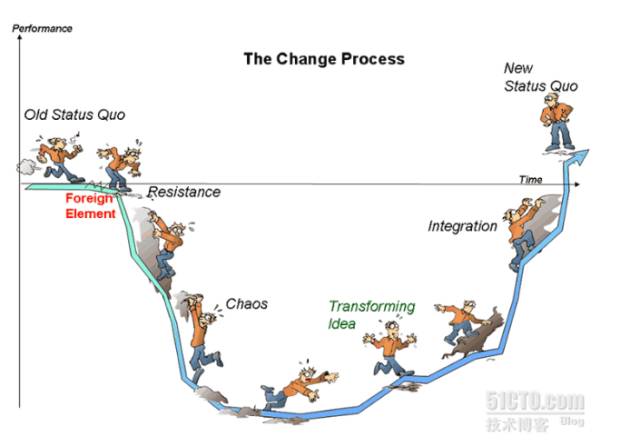 Performance
The Change Process
New
Status Quo
Old Status Quo
Time
Foreign
Element
Resistance
Integration
Chaos
Transforming
Idea
51CTO.com
技术博客 Blog